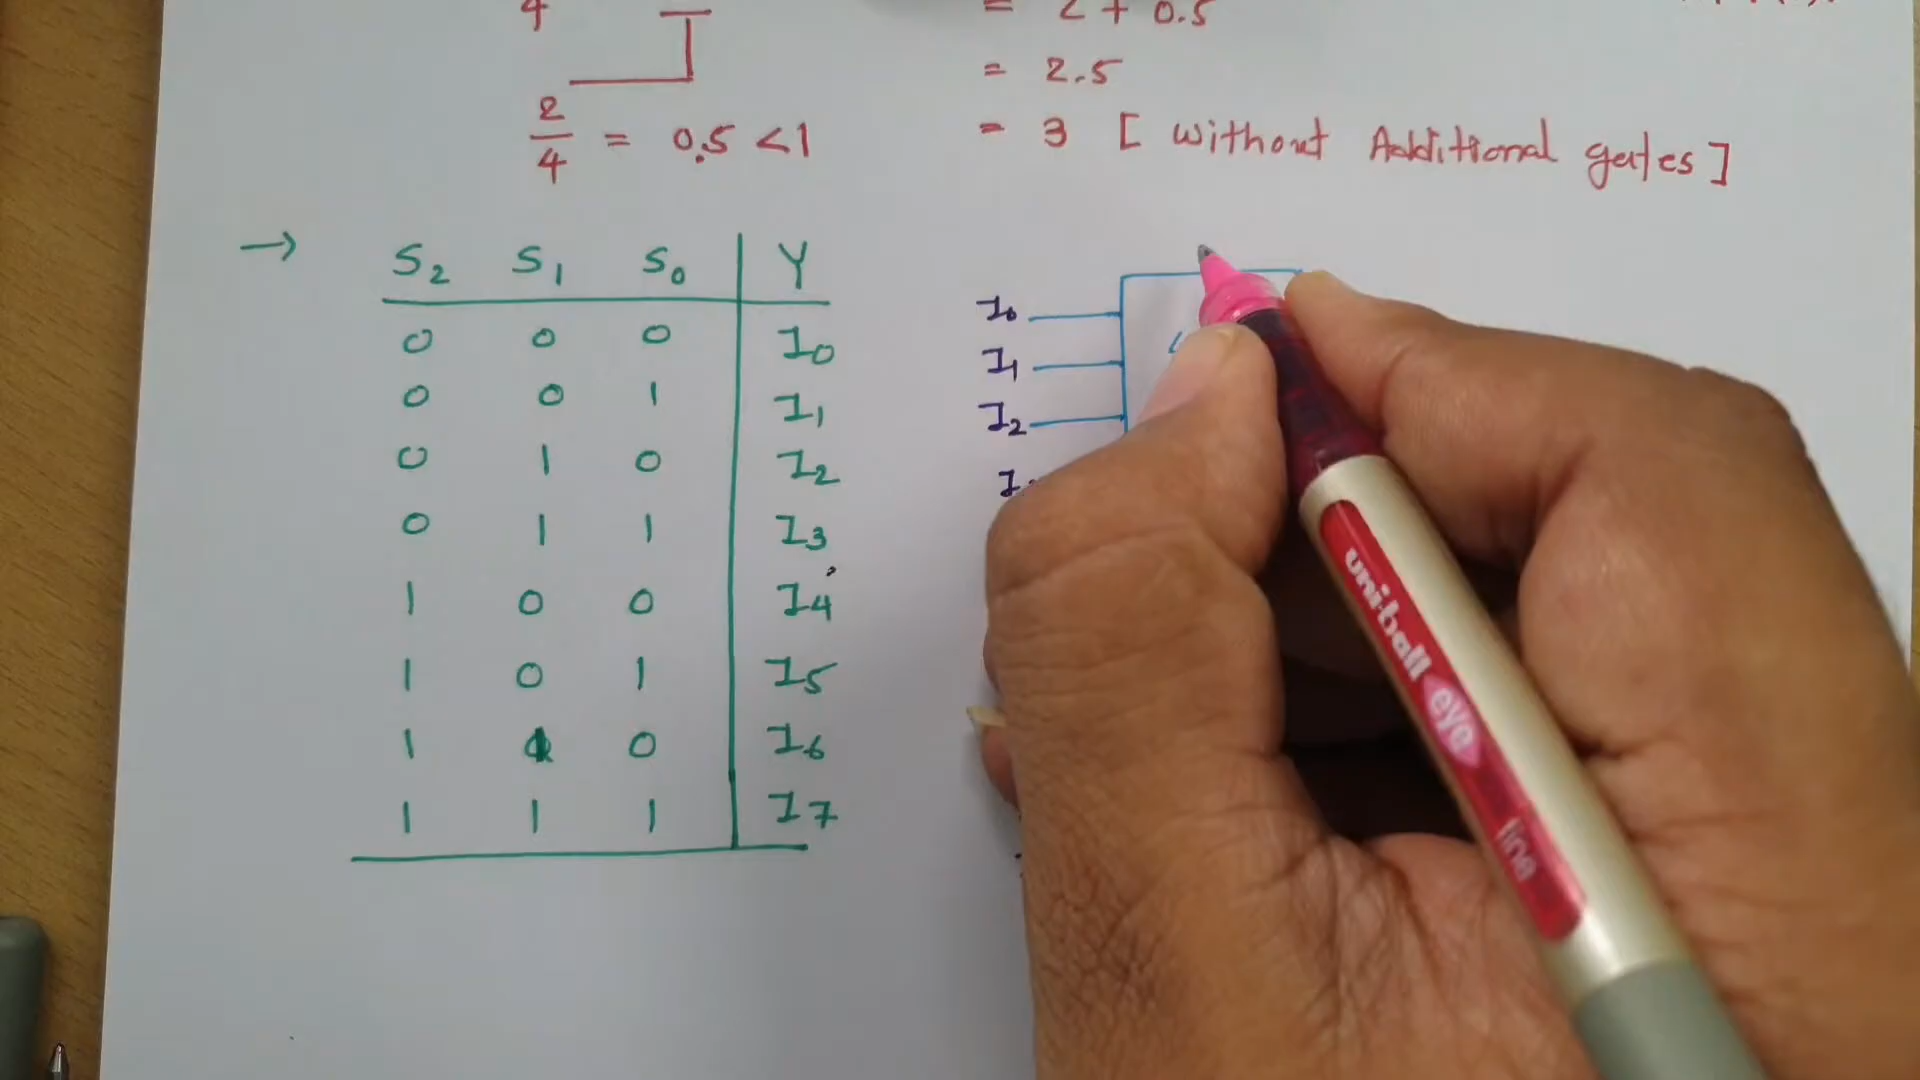 4
= 2 + 0.5
= 2.5
2/4 = 0.5 < 1
= 3 [ without Additional gates ]
→ S2 S1 S0 Y
0 0 0 I0
0 0 1 I1
0 1 0 I2
0 1 1 I3
1 0 0 I4
1 0 1 I5
1 1 0 I6
1 1 1 I7
I0
I1
I2
uni-ball eye
fine